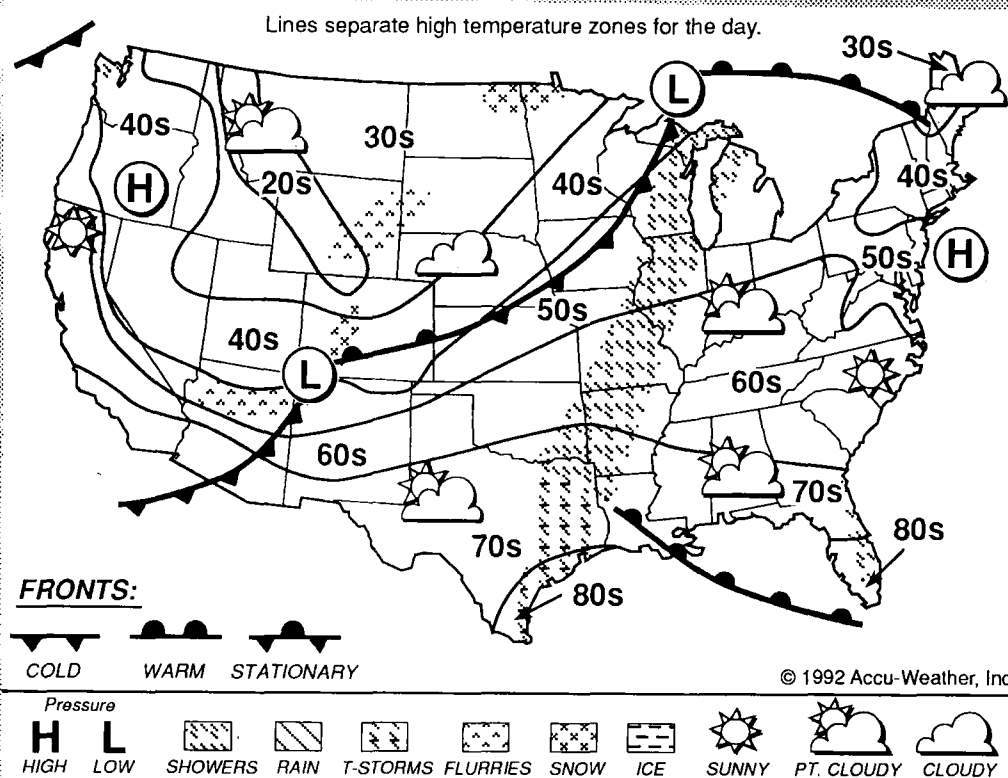 Lines separate high temperature zones for the day.
30s
L
40s
30s
H
20s
40s
40s
50s
H
40s
50s
L
60s
60s
70s
70s
80s
80s
FRONTS:
COLD WARM STATIONARY
© 1992 Accu-Weather, Inc
Pressure
H L
HIGH LOW SHOWERS RAIN T-STORMS FLURRIES SNOW ICE SUNNY PT. CLOUDY CLOUDY